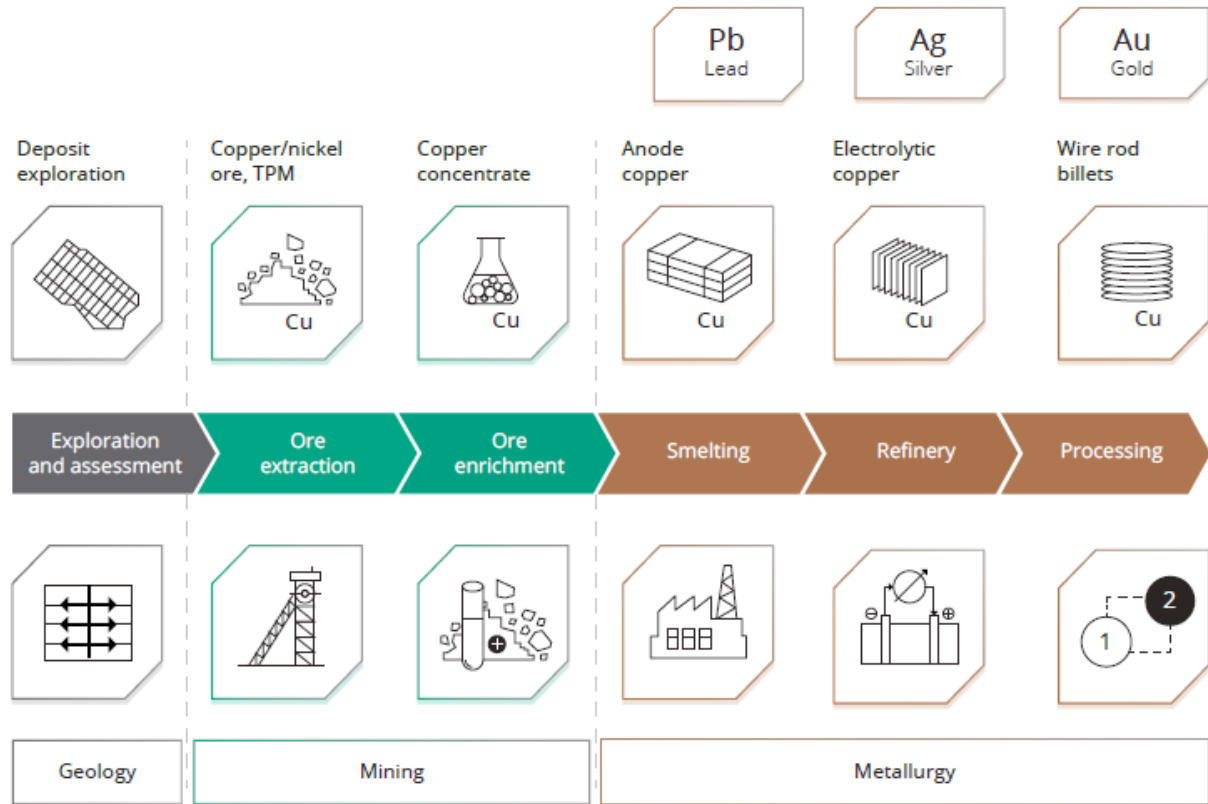 Pb
Lead
Ag
Silver
Au
Gold
Deposit
exploration
Copper/nickel
ore, TPM
Copper
concentrate
Anode
copper
Electrolytic
copper
Wire rod
billets
Cu
Cu
Cu
Cu
Cu
Exploration
and assessment
Ore
extraction
Ore
enrichment
Smelting
Refinery
Processing
1
2
Geology
Mining
Metallurgy